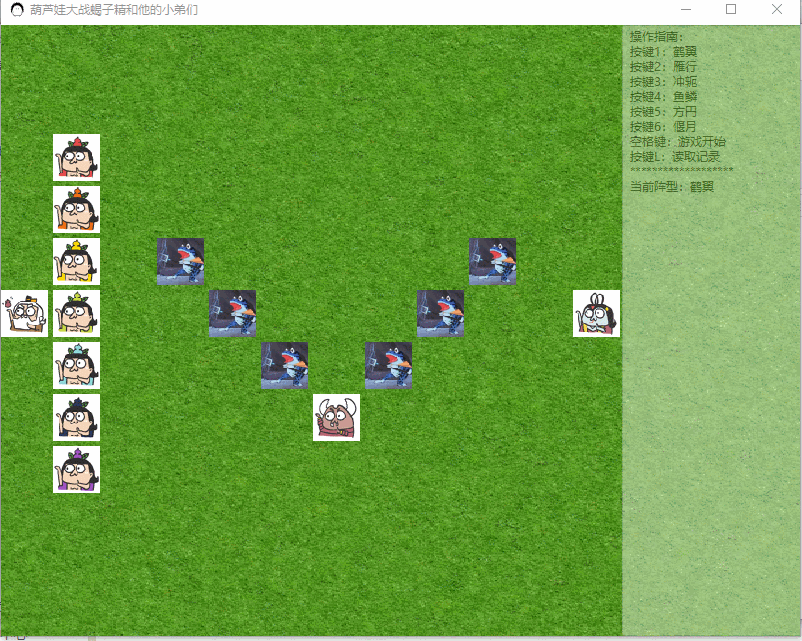 葫芦娃大战蝎子精和他的小弟们
操作指南:
按键1: 鹤翼
按键2: 雁行
按键3: 冲轭
按键4: 鱼鳞
按键5: 方円
按键6: 偃月
空格键: 游戏开始
按键L: 读取记录
*******************
当前阵型: 鹤翼